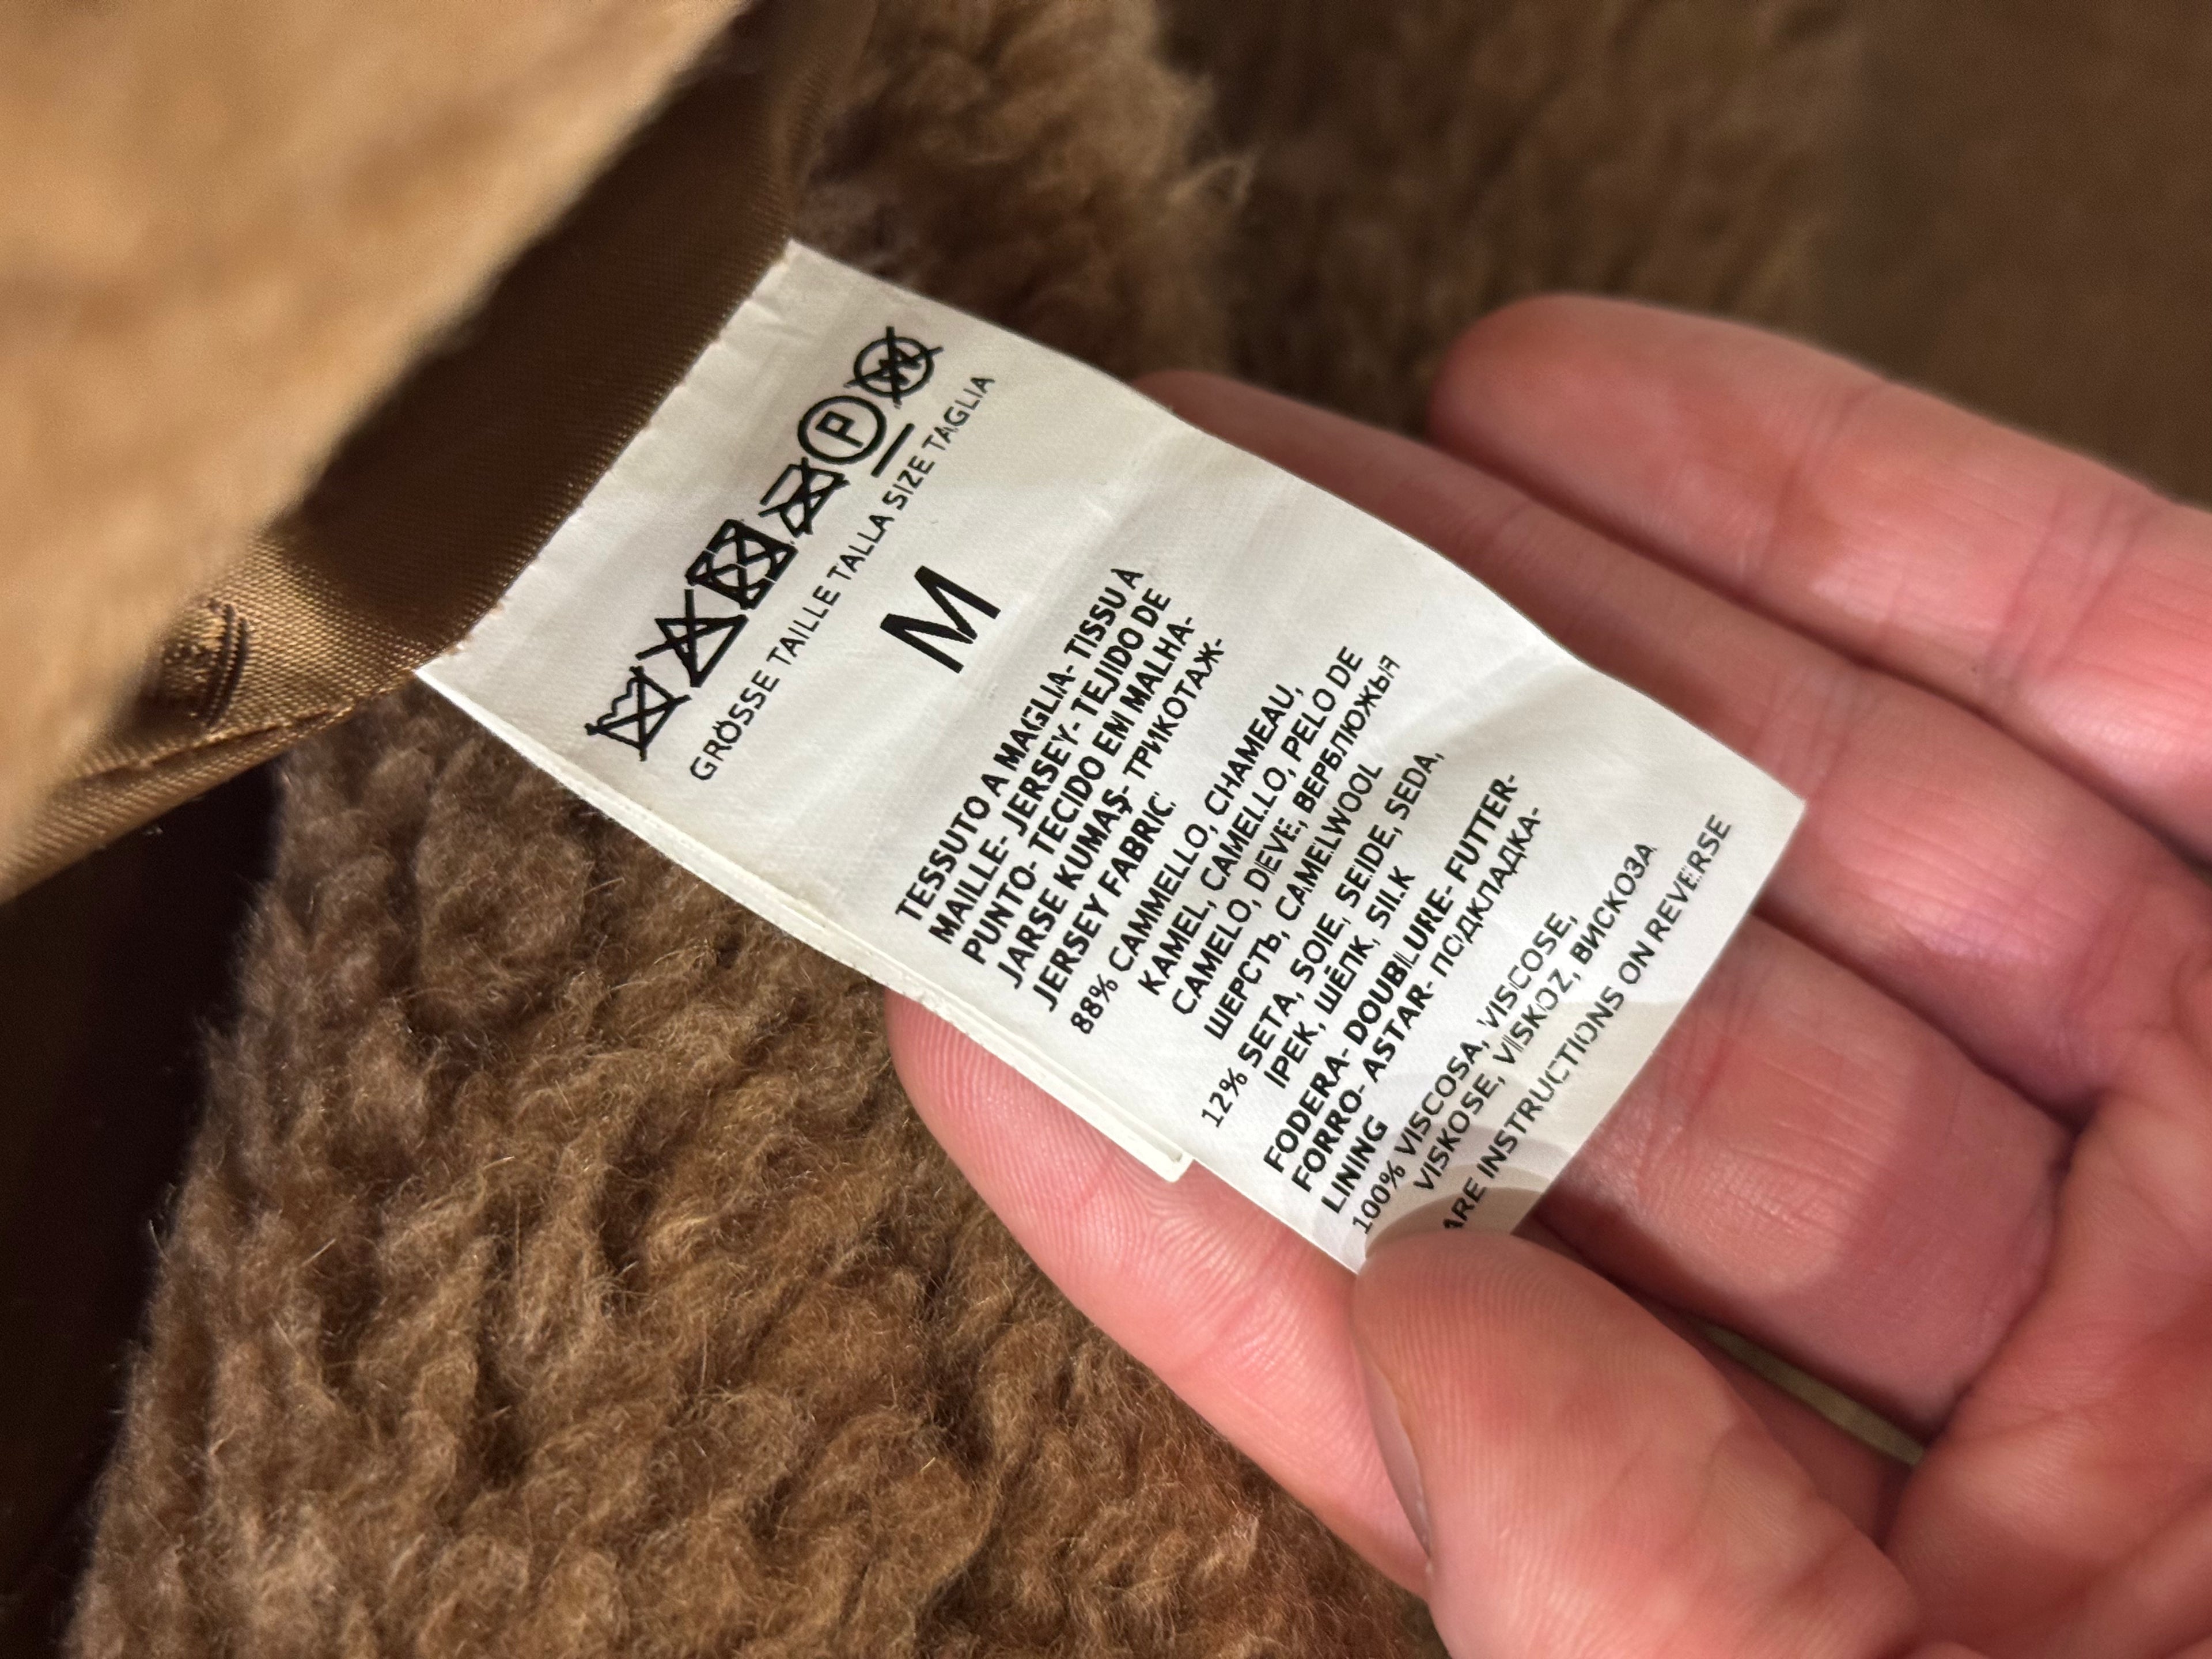 P
W
GRÖSSE TAILLE TALLA SIZE TAGLIA
M
TESSUTO A MAGLIA- TISSU À
MAILLE- JERSEY- TEJIDO DE
PUNTO- TECIDO EM MALHA-
JARSE KUMAŞ- ТРИКОТАЖ-
JERSEY FABRIC
88% CAMMELLO, CHAMEAU,
KAMEL, CAMELLO, PELO DE
CAMELO, DEVE, ВЕРБЛЮЖЬЯ
ШЕРСТЬ, CAMELWOOL
12% SETA, SOIE, SEIDE, SEDA,
İPEK, ШЁЛК, SILK
FODERA- DOUBLURE- FUTTER-
FORRO- ASTAR- ПОДКЛАДКА-
LINING
100% VISCOSA, VISCOSE,
VISKOSE, VISKOZ, ВИСКОЗА
ARE INSTRUCTIONS ON REVERSE